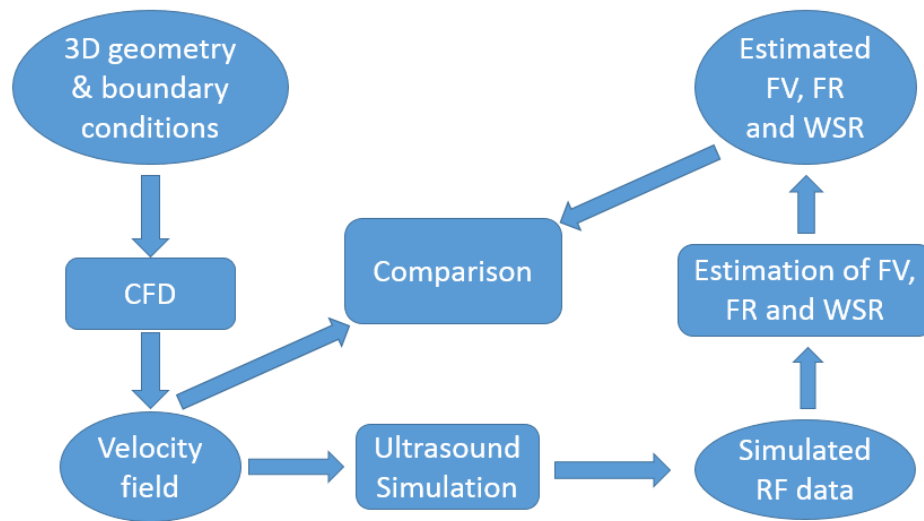 3D geometry
& boundary
conditions
CFD
Velocity
field
Ultrasound
Simulation
Simulated
RF data
Estimation of FV,
FR and WSR
Estimated
FV, FR
and WSR
Comparison